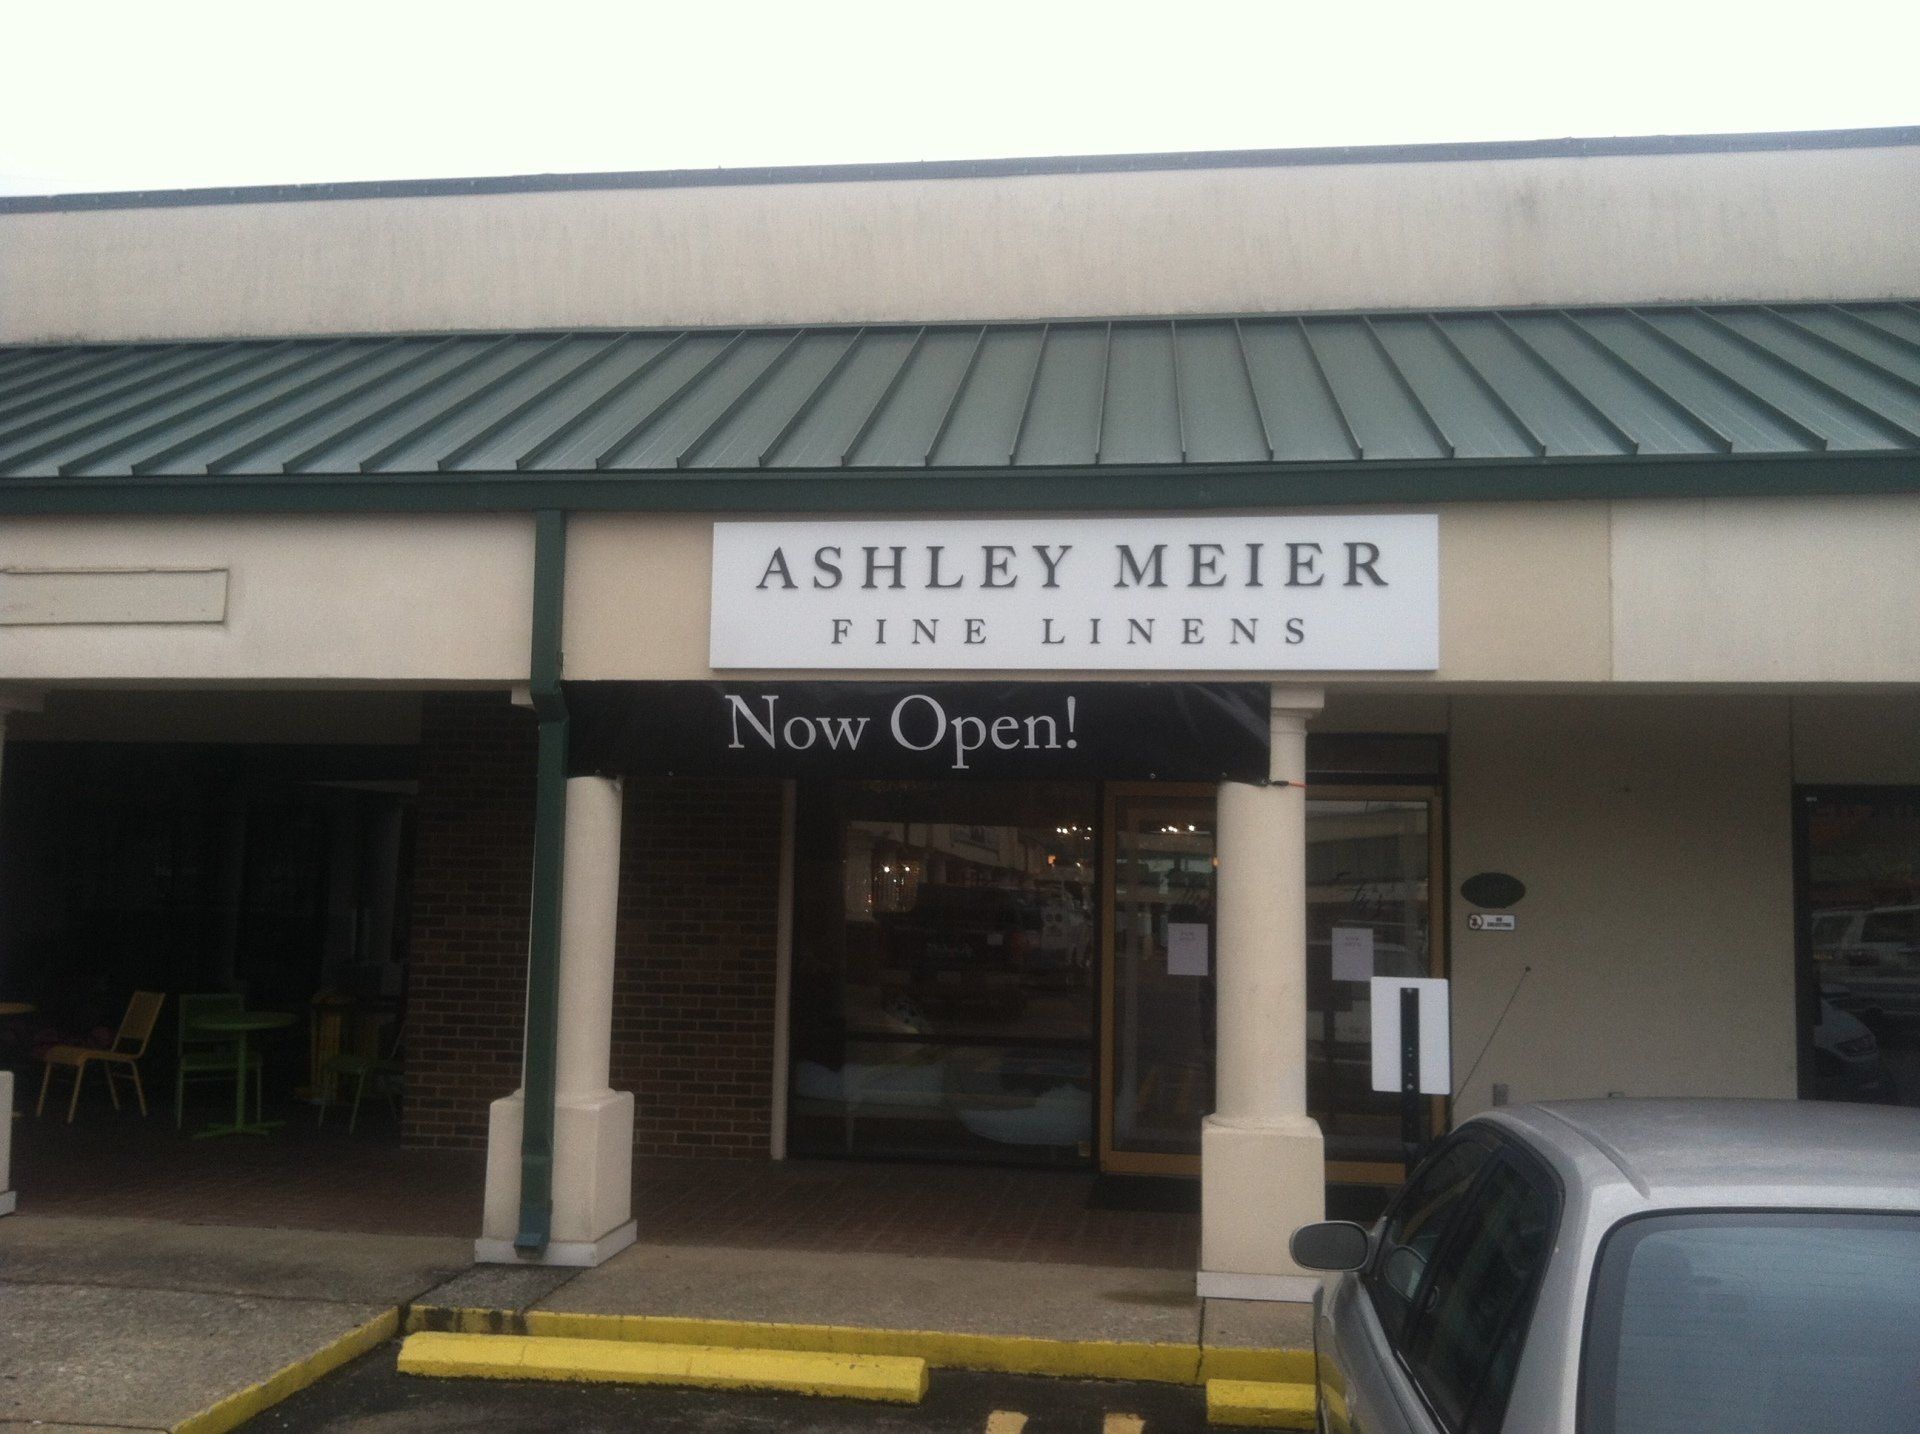 ASHLEY MEIER
FINE LINENS
Now Open!